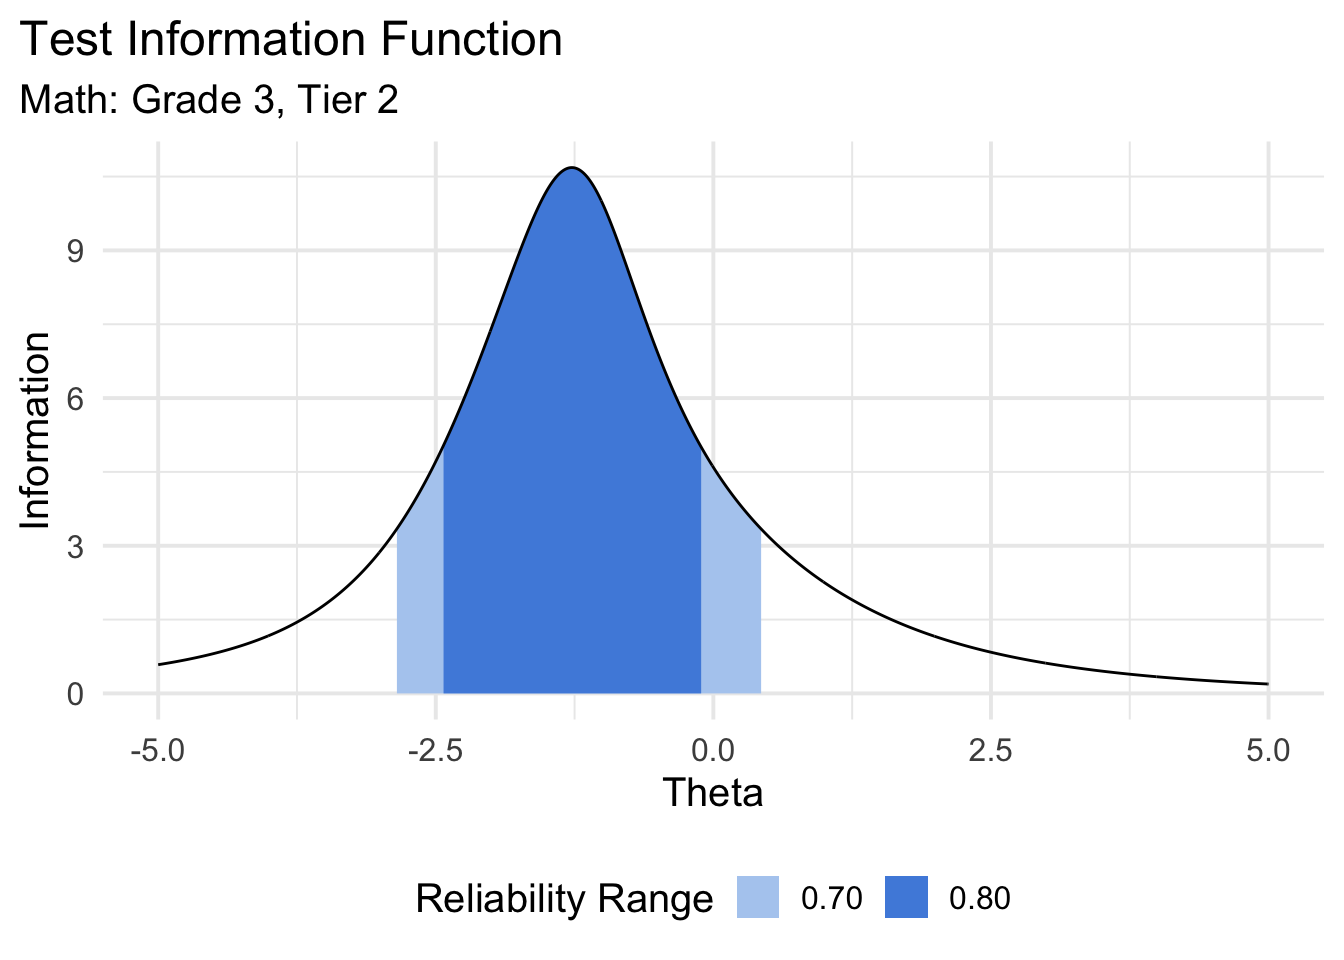 Test Information Function
Math: Grade 3, Tier 2
Information
9
6
3
0
-5.0 -2.5 0.0 2.5 5.0
Theta
Reliability Range 0.70 0.80